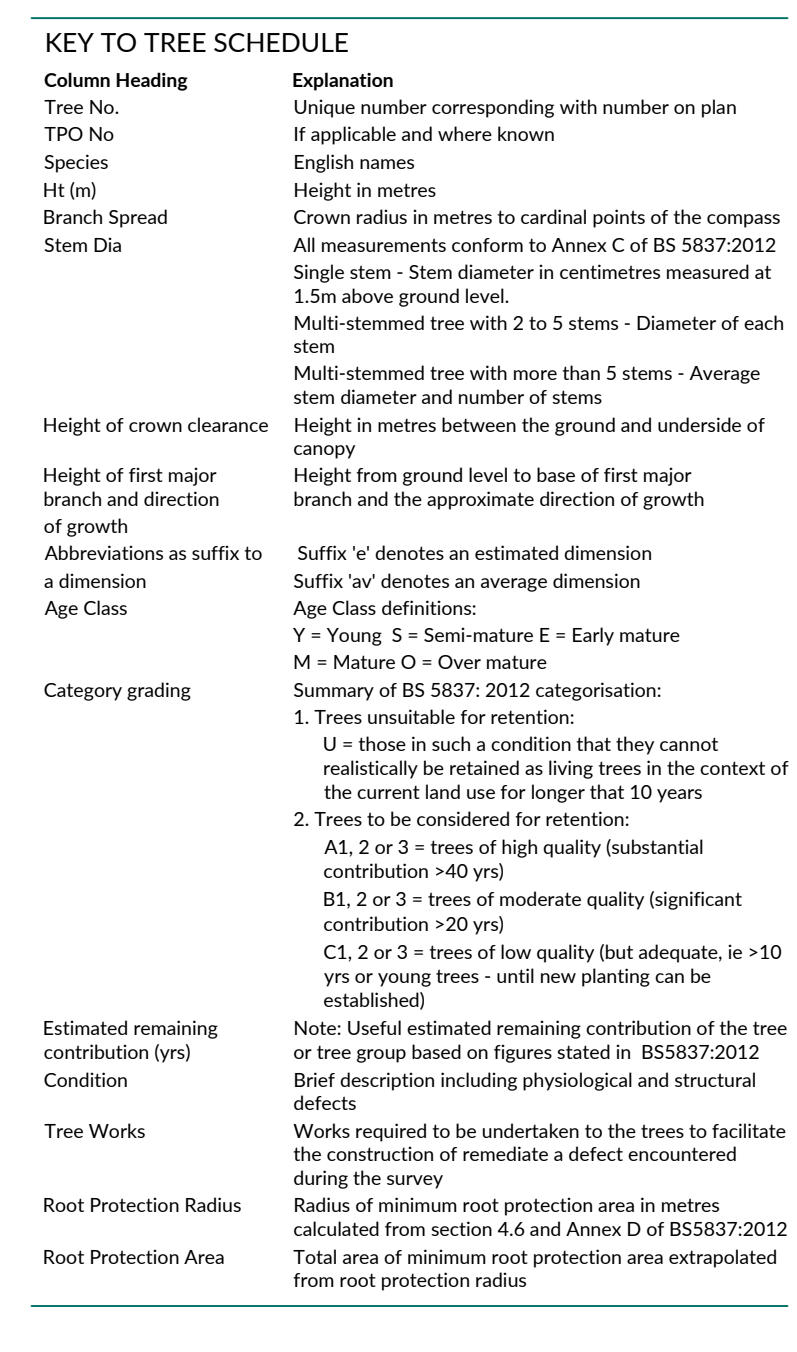 KEY TO TREE SCHEDULE
Column Heading Explanation
Tree No. Unique number corresponding with number on plan
TPO No If applicable and where known
Species English names
Ht (m) Height in metres
Branch Spread Crown radius in metres to cardinal points of the compass
Stem Dia All measurements conform to Annex C of BS 5837:2012
Single stem - Stem diameter in centimetres measured at
1.5m above ground level.
Multi-stemmed tree with 2 to 5 stems - Diameter of each
stem
Multi-stemmed tree with more than 5 stems - Average
stem diameter and number of stems
Height of crown clearance Height in metres between the ground and underside of
canopy
Height of first major Height from ground level to base of first major
branch and direction branch and the approximate direction of growth
of growth
Abbreviations as suffix to Suffix 'e' denotes an estimated dimension
a dimension Suffix 'av' denotes an average dimension
Age Class Age Class definitions:
Y = Young S = Semi-mature E = Early mature
M = Mature O = Over mature
Category grading Summary of BS 5837: 2012 categorisation:
1. Trees unsuitable for retention:
U = those in such a condition that they cannot
realistically be retained as living trees in the context of
the current land use for longer that 10 years
2. Trees to be considered for retention:
A1, 2 or 3 = trees of high quality (substantial
contribution >40 yrs)
B1, 2 or 3 = trees of moderate quality (significant
contribution >20 yrs)
C1, 2 or 3 = trees of low quality (but adequate, ie >10
yrs or young trees - until new planting can be
established)
Estimated remaining Note: Useful estimated remaining contribution of the tree
contribution (yrs) or tree group based on figures stated in BS5837:2012
Condition Brief description including physiological and structural
defects
Tree Works Works required to be undertaken to the trees to facilitate
the construction of remediate a defect encountered
during the survey
Root Protection Radius Radius of minimum root protection area in metres
calculated from section 4.6 and Annex D of BS5837:2012
Root Protection Area Total area of minimum root protection area extrapolated
from root protection radius